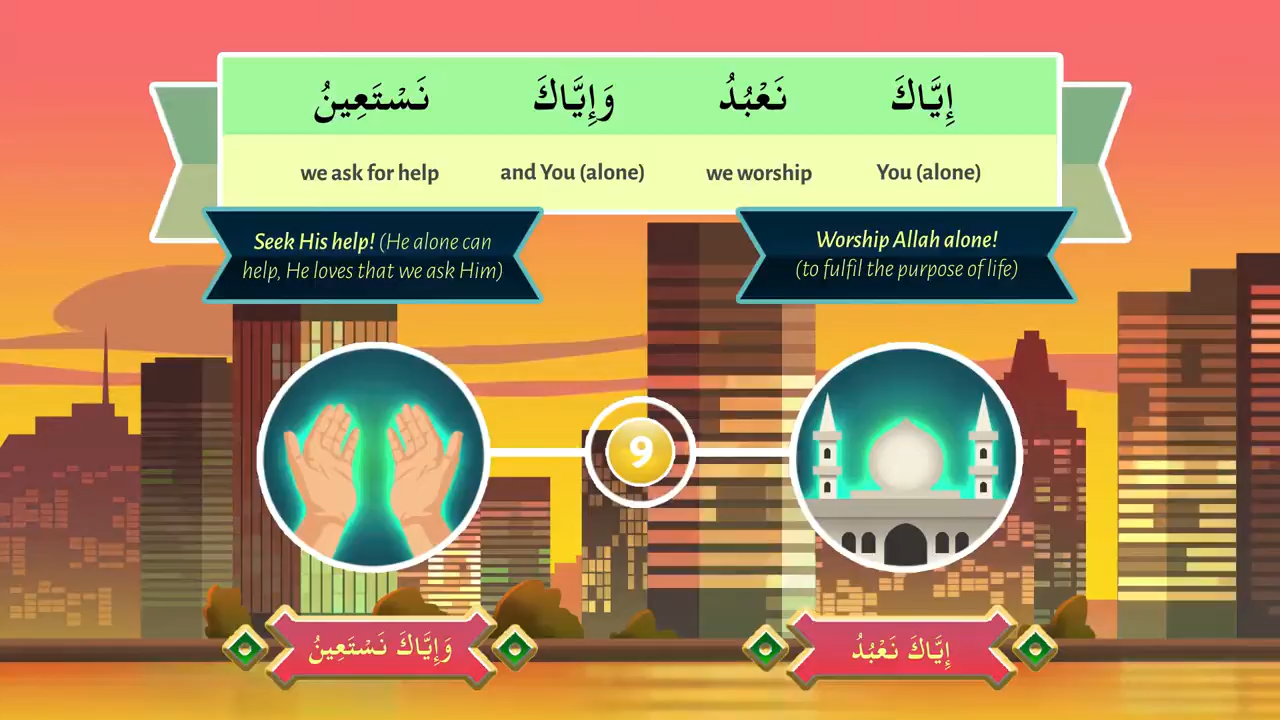 إِيَّاكَ نَعْبُدُ وَإِيَّاكَ نَسْتَعِينُ
we ask for help and You (alone) we worship You (alone)
Seek His help! (He alone can
help, He loves that we ask Him)
Worship Allah alone!
(to fulfil the purpose of life)
9
وَإِيَّاكَ نَسْتَعِينُ
إِيَّاكَ نَعْبُدُ